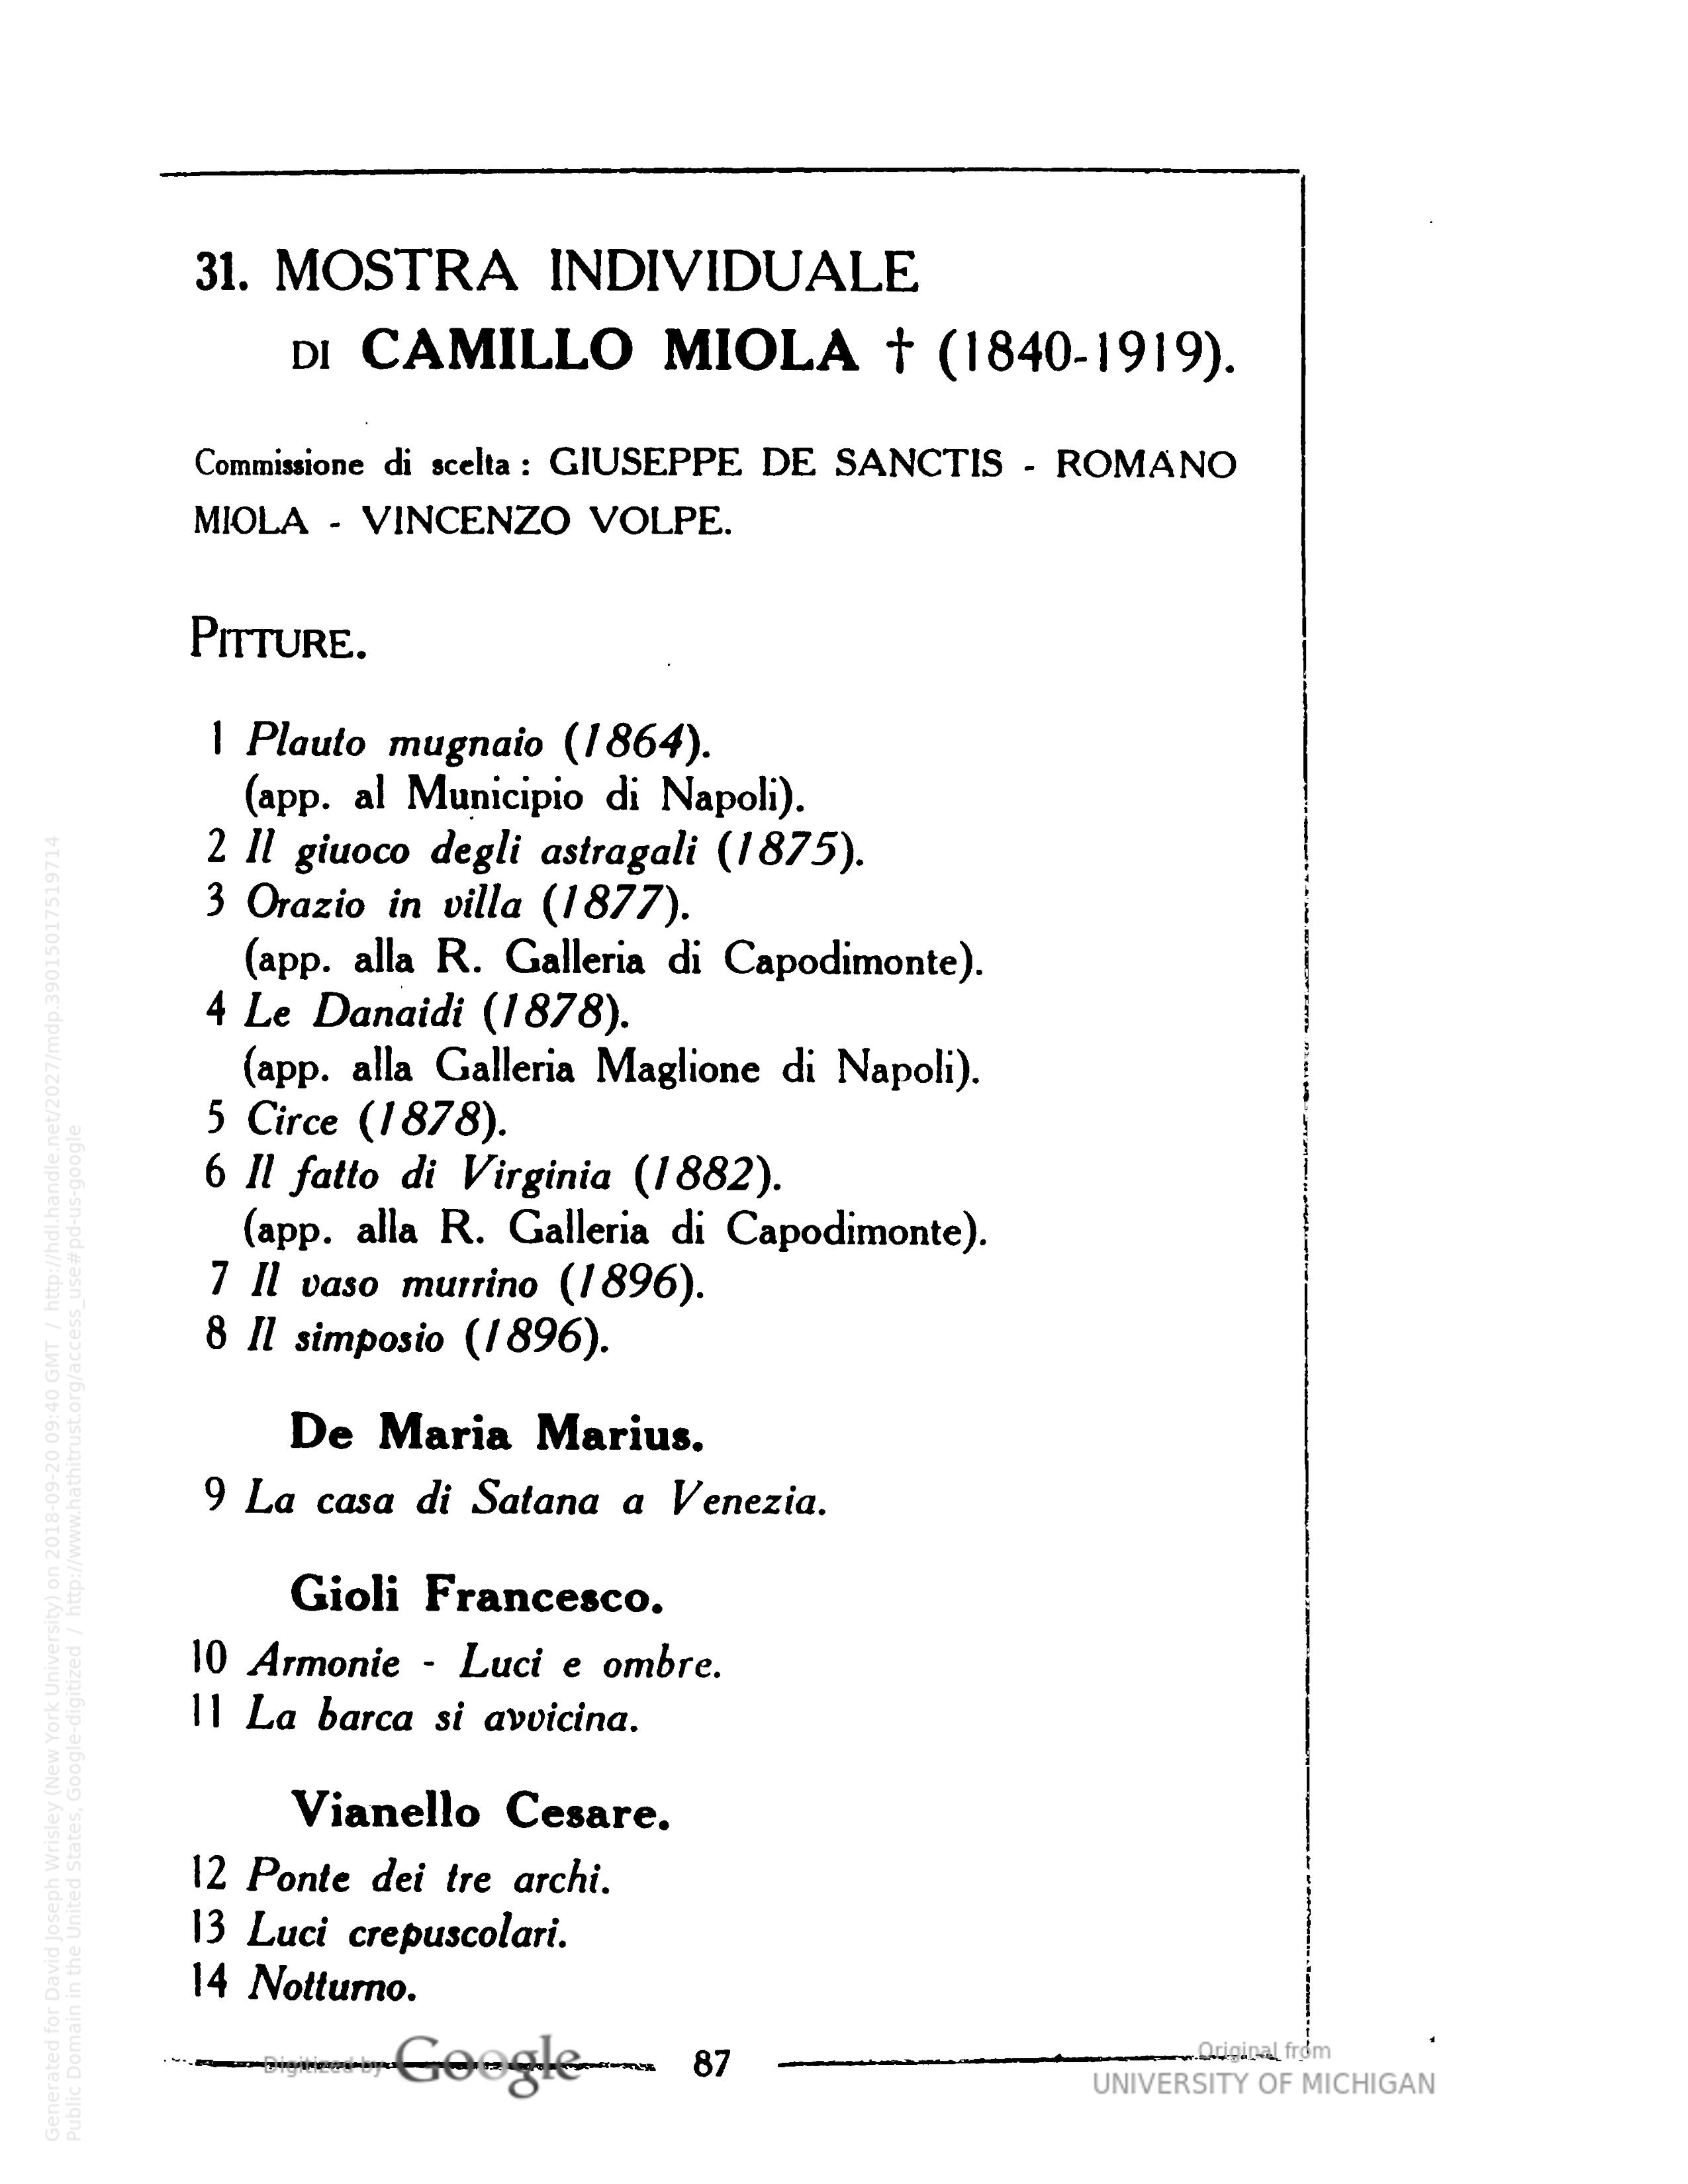 31. MOSTRA INDIVIDUALE
DI CAMILLO MIOLA † (1840-1919).
Commissione di scelta : GIUSEPPE DE SANCTIS - ROMANO
MIOLA - VINCENZO VOLPE.
PITTURE.
1 Plauto mugnaio (1864).
(app. al Municipio di Napoli).
2 Il giuoco degli astragali (1875).
3 Orazio in villa (1877).
(app. alla R. Galleria di Capodimonte).
4 Le Danaidi (1878).
(app. alla Galleria Maglione di Napoli).
5 Circe (1878).
6 Il fatto di Virginia (1882).
(app. alla R. Galleria di Capodimonte).
7 Il vaso murrino (1896).
8 Il simposio (1896).
De Maria Marius.
9 La casa di Satana a Venezia.
Gioli Francesco.
10 Armonie - Luci e ombre.
11 La barca si avvicina.
Vianello Cesare.
12 Ponte dei tre archi.
13 Luci crepuscolari.
14 Notturno.
87
Digitized by Google
Original from
UNIVERSITY OF MICHIGAN
Generated for David Joseph Wrisley (New York University) on 2018-09-20 09:40 GMT / http://hdl.handle.net/2027/mdp.39015017519714
Public Domain in the United States, Google-digitized / http://www.hathitrust.org/access_use#pd-us-google